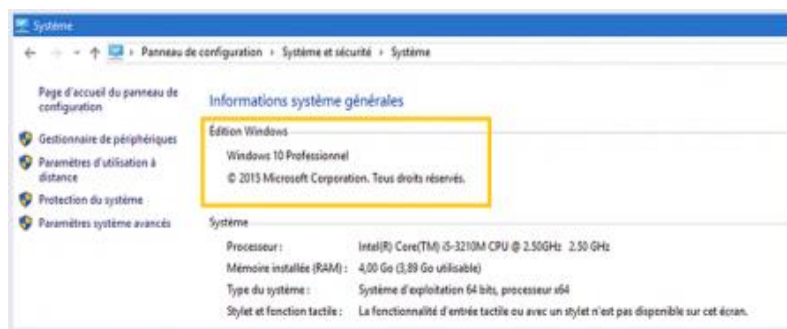 Système
Panneau de configuration › Système et sécurité › Système
Page d'accueil du panneau de
configuration
Gestionnaire de périphériques
Paramètres d'utilisation à
distance
Protection du système
Paramètres système avancés
Informations système générales
Édition Windows
Windows 10 Professionnel
© 2015 Microsoft Corporation. Tous droits réservés.
Système
Processeur : Intel(R) Core(TM) i5-3210M CPU @ 2.50GHz 2.50 GHz
Mémoire installée (RAM) : 4,00 Go (3,89 Go utilisable)
Type du système : Système d'exploitation 64 bits, processeur x64
Stylet et fonction tactile : La fonctionnalité d'entrée tactile ou avec un stylet n'est pas disponible sur cet écran.